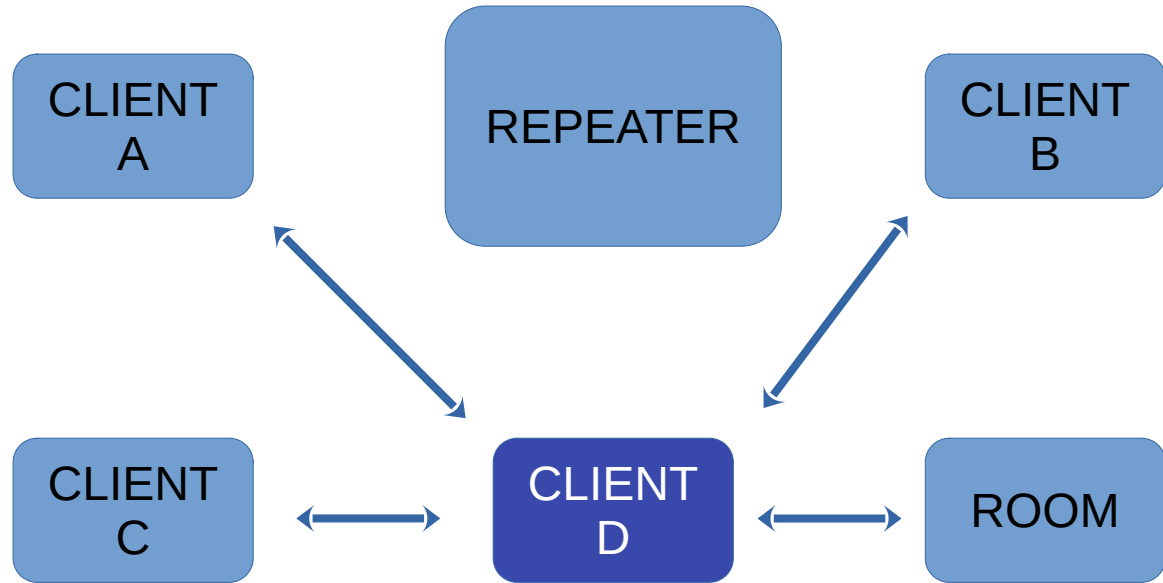 CLIENT
A
REPEATER
CLIENT
B
CLIENT
C
CLIENT
D
ROOM